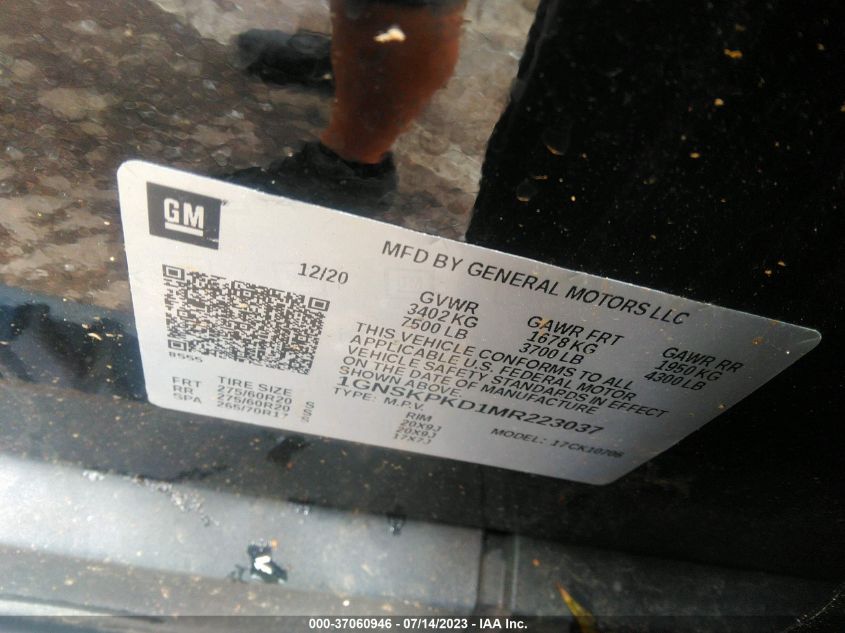 GM
MFD BY GENERAL MOTORS LLC
12/20
GVWR
3402 KG
7500 LB
GAWR FRT
1678 KG
3700 LB
GAWR RR
1950 KG
4300 LB
THIS VEHICLE CONFORMS TO ALL
APPLICABLE U.S. FEDERAL MOTOR
VEHICLE SAFETY STANDARDS IN EFFECT
ON THE DATE OF MANUFACTURE
SHOWN ABOVE.
1GNSKPKD1MR223037
TYPE: M.P.V.
MODEL: 17CK10706
8555
TIRE SIZE
RIM
FRT 275/60R20 S 20X9J
RR 275/60R20 S 20X9J
SPA 265/70R17 S 17X7J
000-37060946 - 07/14/2023 - IAA Inc.